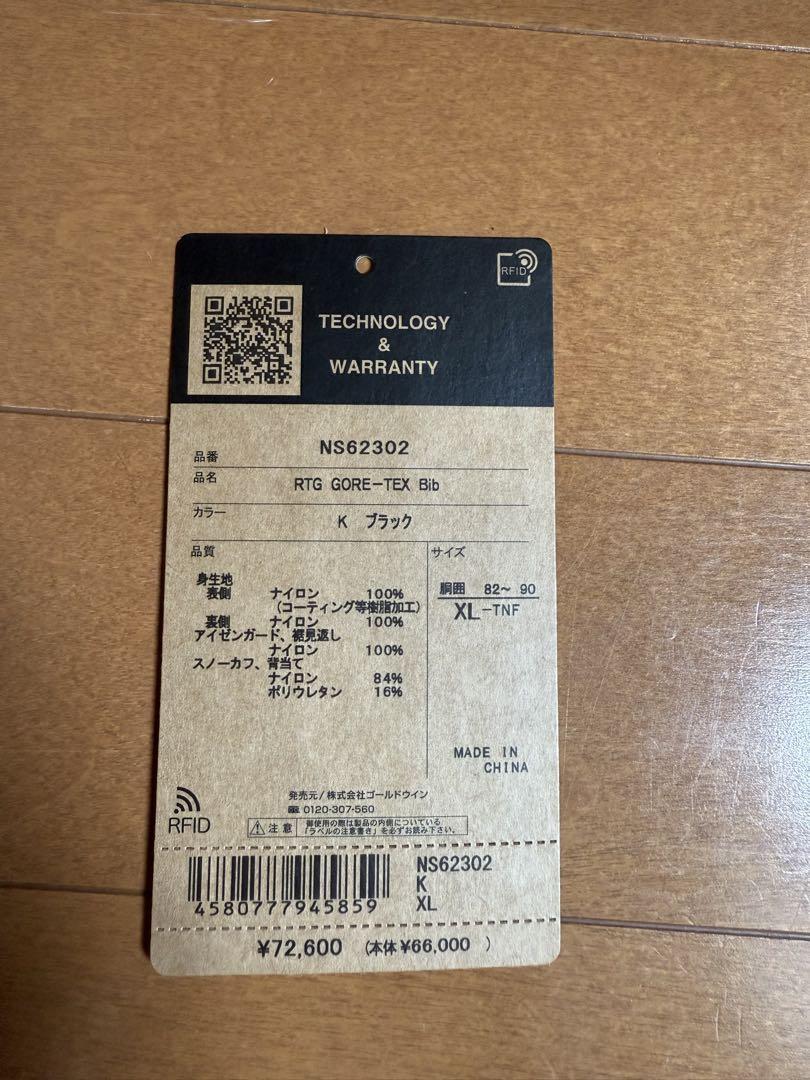 RFID
TECHNOLOGY
&
WARRANTY
品番 NS62302
品名 RTG GORE-TEX Bib
カラー K ブラック
品質
身生地
表側 ナイロン 100%
(コーティング等樹脂加工)
裏側 ナイロン 100%
アイゼンガード、裾見返し
ナイロン 100%
スノーカフ、背当て
ナイロン 84%
ポリウレタン 16%
サイズ
胴囲 82～ 90
XL-TNF
MADE IN
CHINA
RFID
発売元/株式会社ゴールドウイン
0120-307-560
注意
御使用の際は製品の内側についている
「ラベルの注意書き」を必ずお読み下さい。
4580777945859
NS62302
K
XL
¥72,600 (本体¥66,000 )